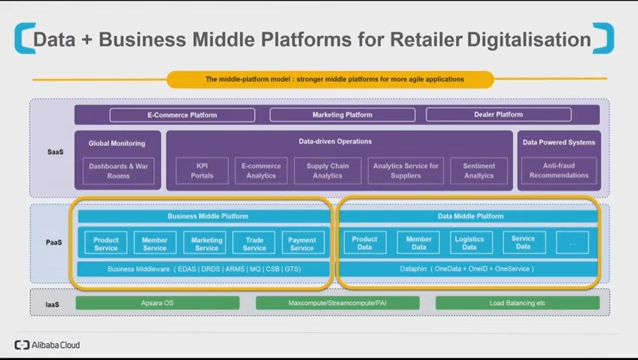 Data + Business Middle Platforms for Retailer Digitalisation
The middle-platform model : stronger middle platforms for more agile applications
SaaS
E-Commerce Platform
Marketing Platform
Dealer Platform
Global Monitoring
Dashboards & War
Rooms
Data-driven Operations
KPI
Portals
E-commerce
Analytics
Supply Chain
Analytics
Analytics Service for
Suppliers
Sentiment
Analtyics
Data Powered Systems
Anti-fraud
Recommendations
PaaS
Business Middle Platform
Product
Service
Member
Service
Marketing
Service
Trade
Service
Payment
Service
Business Middleware ( EDAS | DRDS | ARMS | MQ | CSB | GTS)
Data Middle Platform
Product
Data
Member
Data
Logistics
Data
Service
Data
...
Dataphin ( OneData + OneID + OneService )
IaaS
Apsara OS
Maxcompute/Streamcompute/PAI
Load Balancing etc
Alibaba Cloud